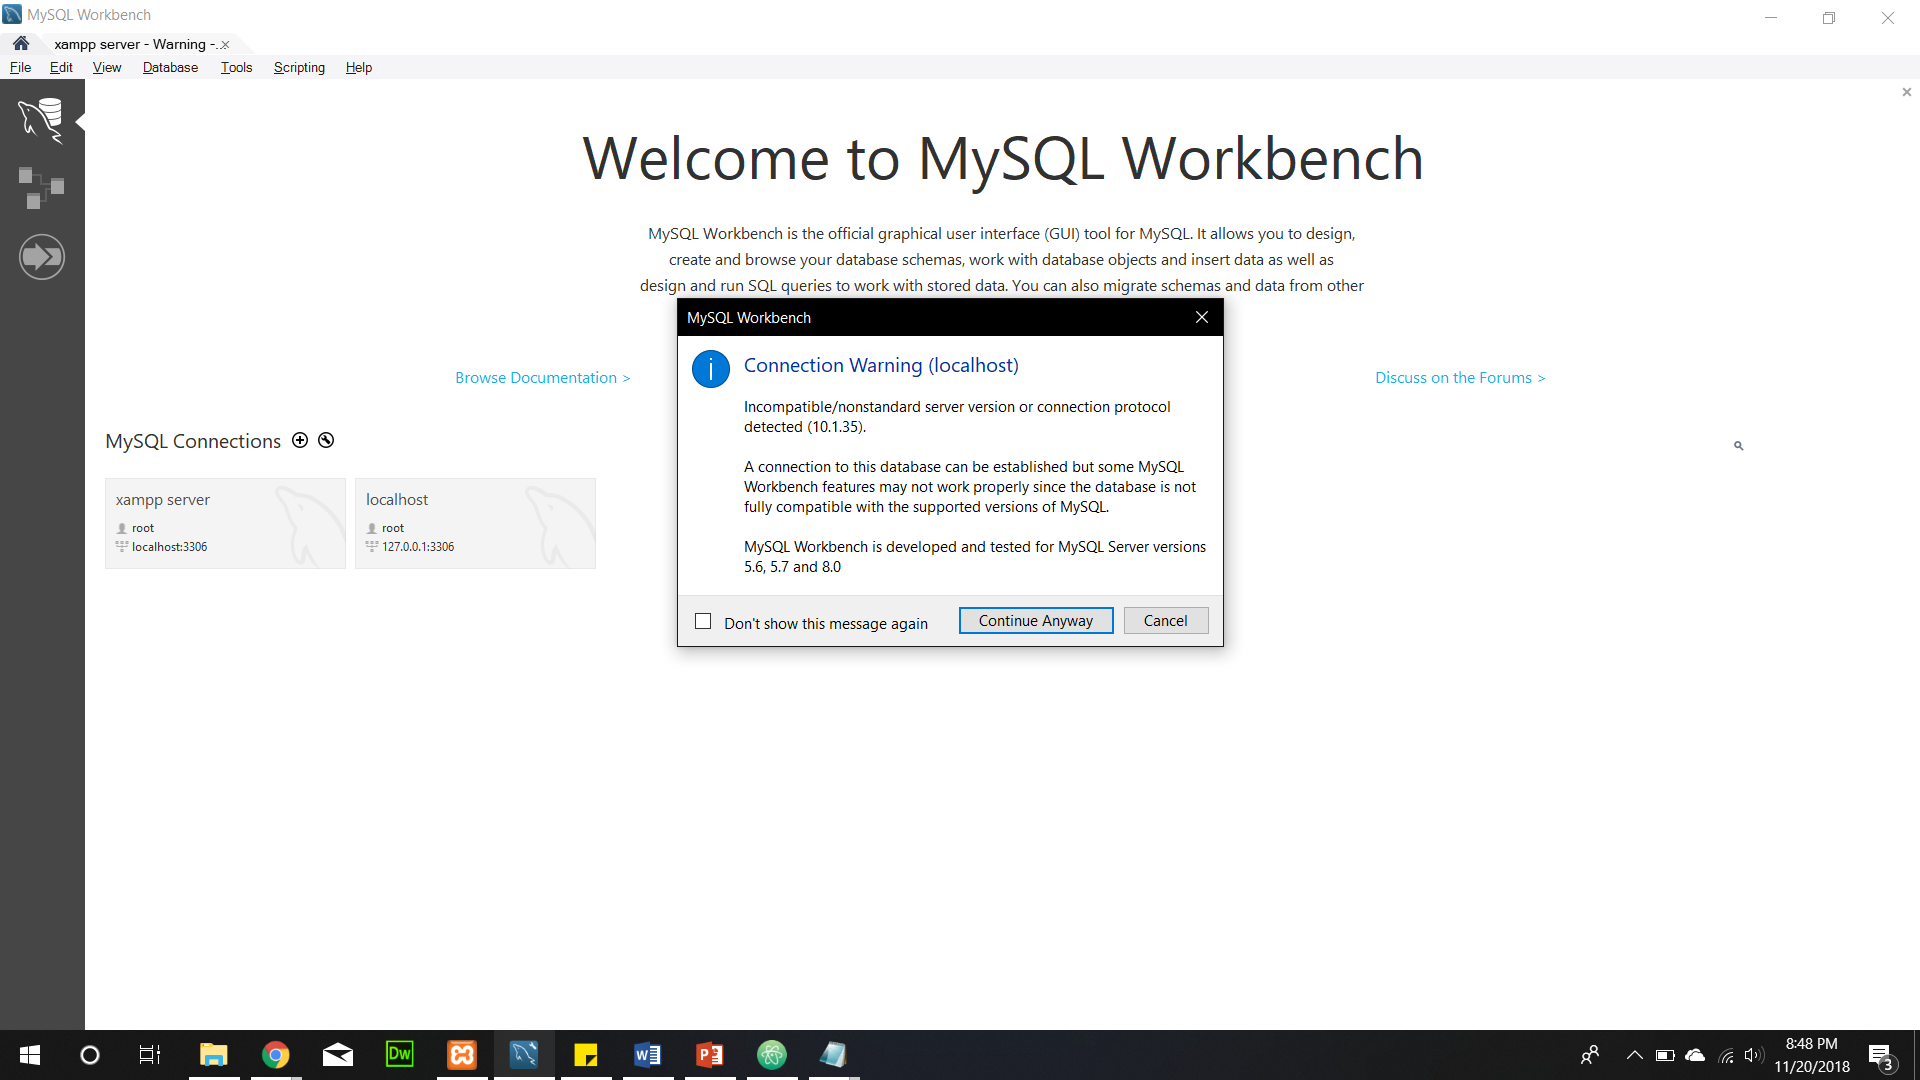 MySQL Workbench
xampp server - Warning -...
File Edit View Database Tools Scripting Help
Welcome to MySQL Workbench
MySQL Workbench is the official graphical user interface (GUI) tool for MySQL. It allows you to design,
create and browse your database schemas, work with database objects and insert data as well as
design and run SQL queries to work with stored data. You can also migrate schemas and data from other
Browse Documentation >
Discuss on the Forums >
MySQL Connections
xampp server
root
localhost:3306
localhost
root
127.0.0.1:3306
MySQL Workbench
Connection Warning (localhost)
Incompatible/nonstandard server version or connection protocol
detected (10.1.35).
A connection to this database can be established but some MySQL
Workbench features may not work properly since the database is not
fully compatible with the supported versions of MySQL.
MySQL Workbench is developed and tested for MySQL Server versions
5.6, 5.7 and 8.0
Don't show this message again
Continue Anyway
Cancel
Dw
8:48 PM
11/20/2018
3